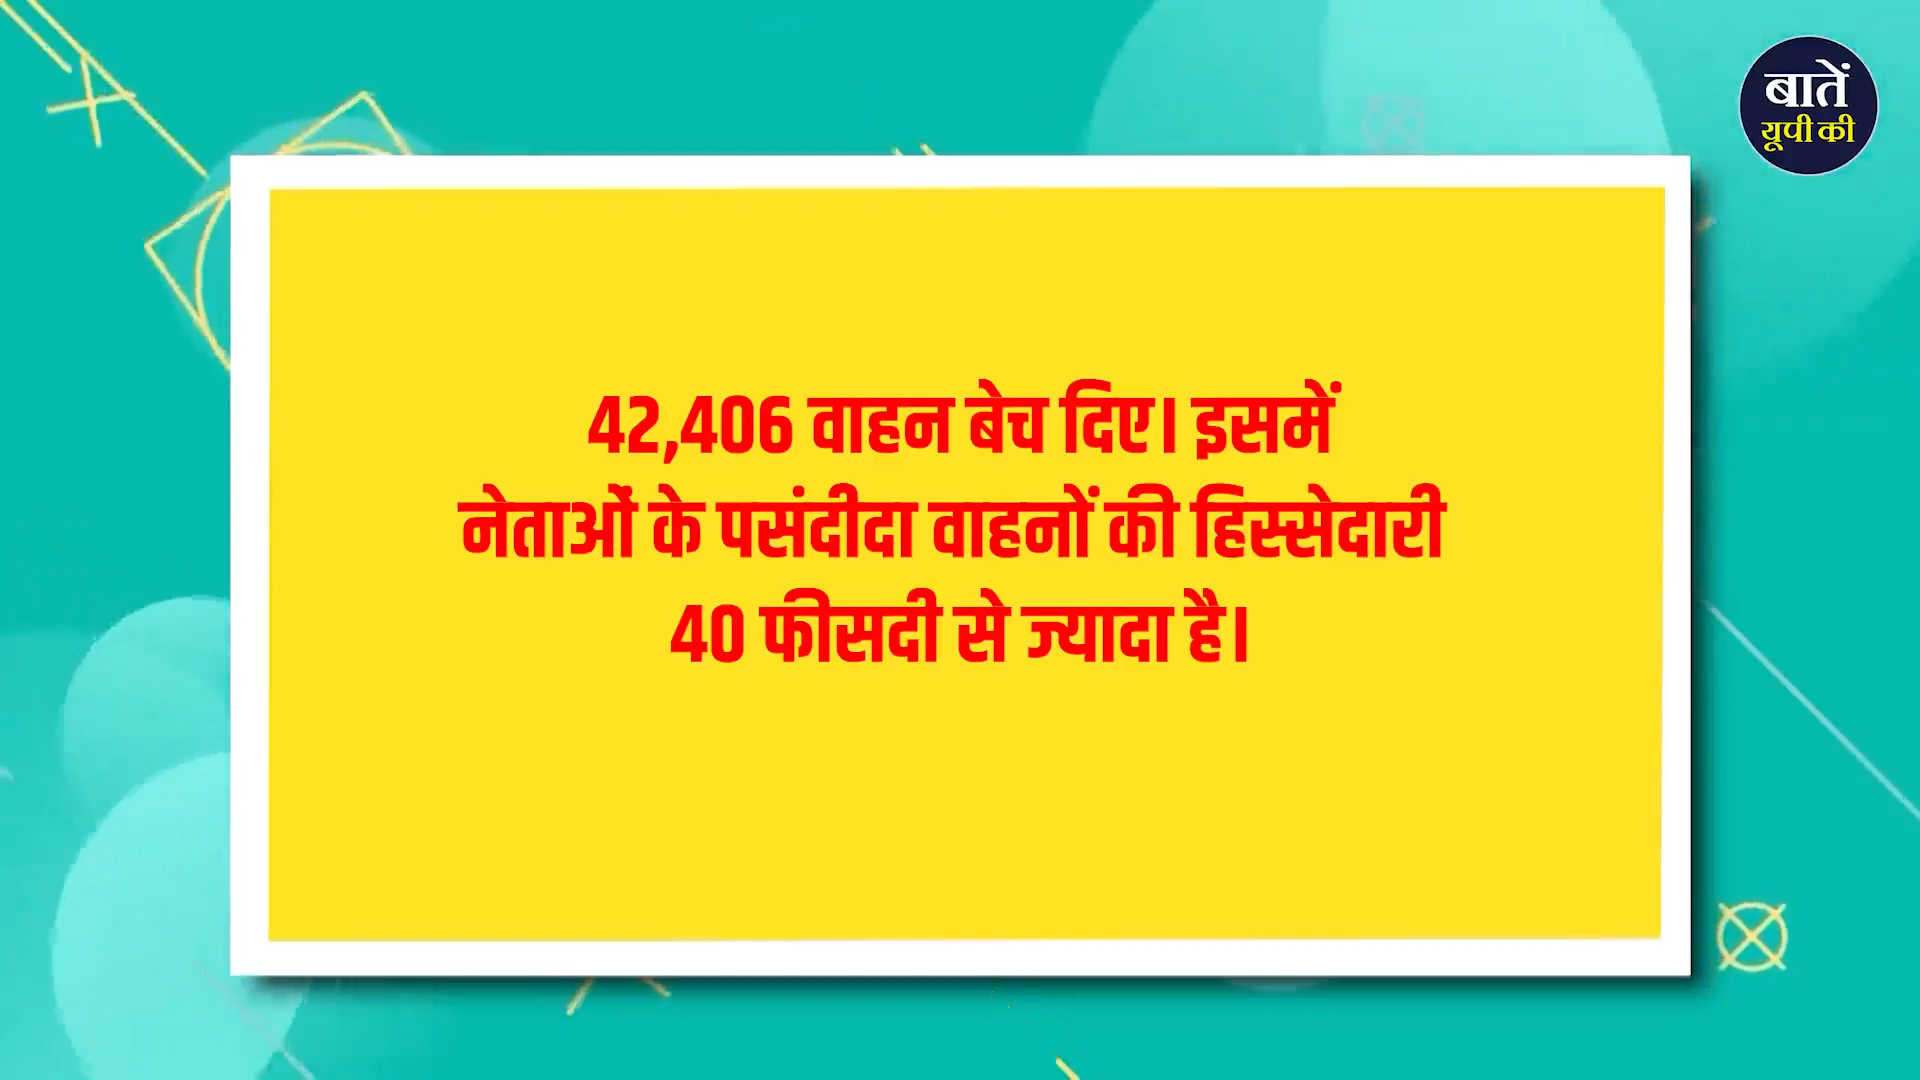 बातें
यूपी की
42,406 वाहन बेच दिए। इसमें
नेताओं के पसंदीदा वाहनों की हिस्सेदारी
40 फीसदी से ज्यादा है।